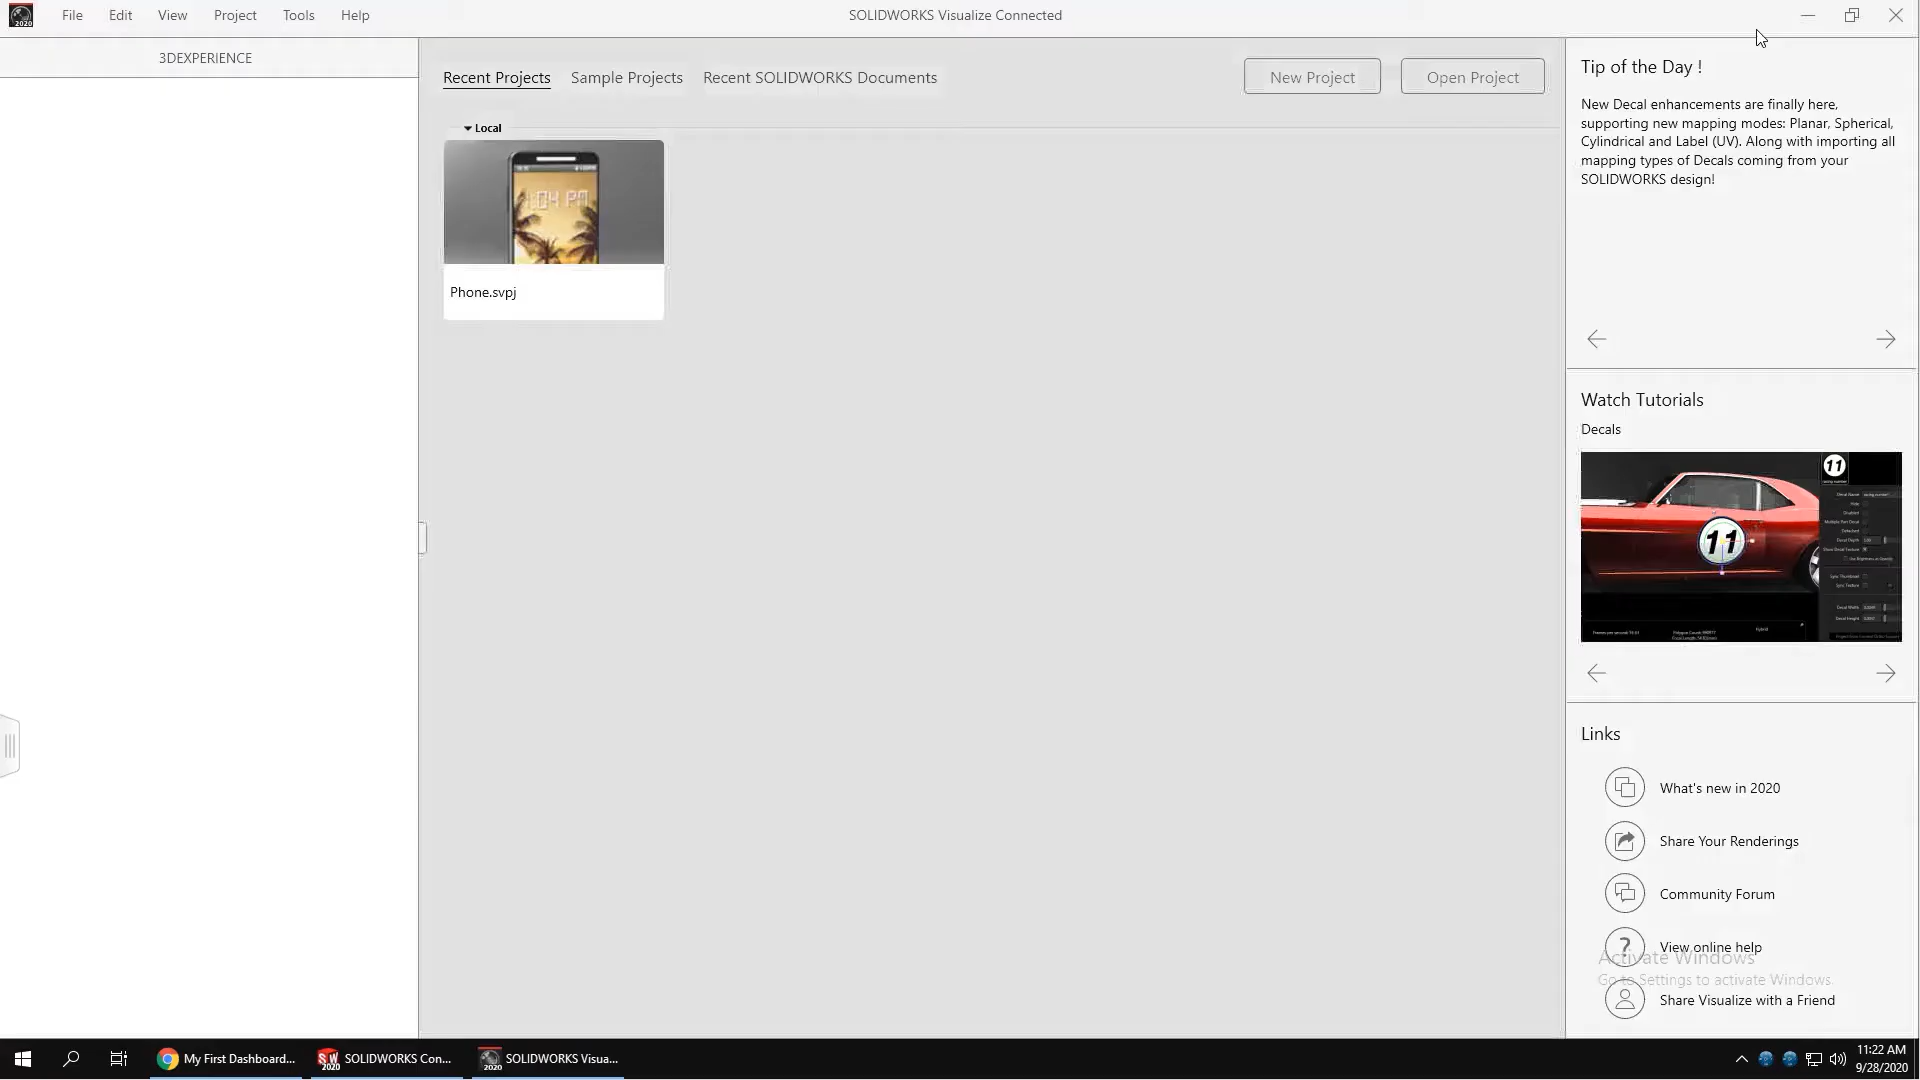 File Edit View Project Tools Help
SOLIDWORKS Visualize Connected
3DEXPERIENCE
Recent Projects Sample Projects Recent SOLIDWORKS Documents
New Project Open Project
Local
Phone.svpj
Tip of the Day !
New Decal enhancements are finally here,
supporting new mapping modes: Planar, Spherical,
Cylindrical and Label (UV). Along with importing all
mapping types of Decals coming from your
SOLIDWORKS design!
Watch Tutorials
Decals
11
11
Links
What's new in 2020
Share Your Renderings
Community Forum
View online help
Activate Windows
Go to Settings to activate Windows.
Share Visualize with a Friend
My First Dashboard...
SOLIDWORKS Con...
SOLIDWORKS Visua...
11:22 AM
9/28/2020